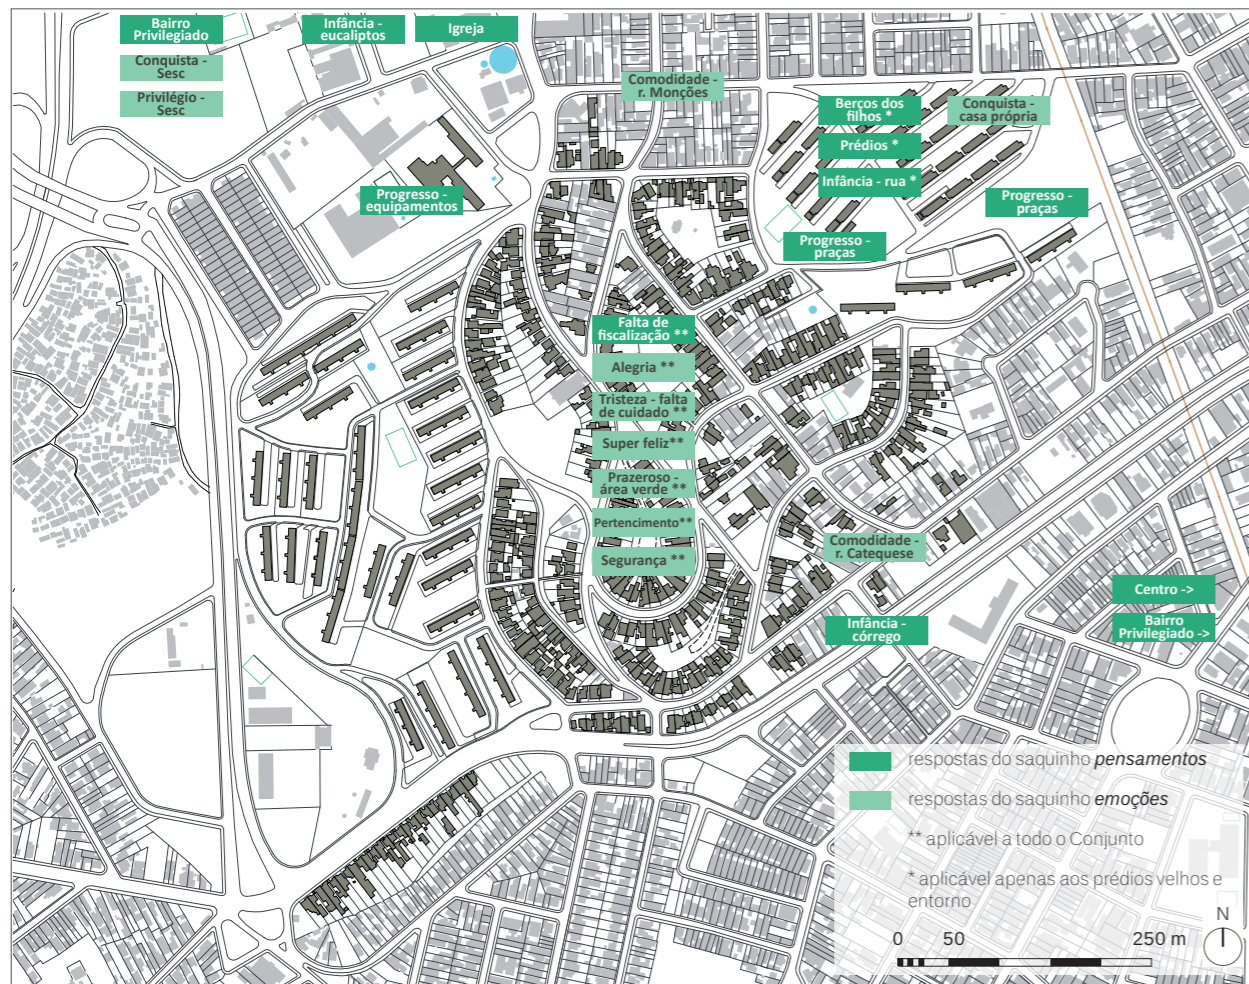 Bairro
Privilegiado
Infância -
eucaliptos
Igreja
Conquista -
Sesc
Privilégio -
Sesc
Comodidade -
r. Monções
Berços dos
filhos *
Conquista -
casa própria
Prédios *
Infância - rua *
Progresso -
equipamentos
Progresso -
praças
Progresso -
praças
Falta de
fiscalização **
Alegria **
Tristeza - falta
de cuidado **
Super feliz**
Prazeroso -
área verde **
Pertencimento**
Segurança **
Comodidade -
r. Catequese
Infância -
córrego
Centro ->
Bairro
Privilegiado ->
respostas do saquinho pensamentos
respostas do saquinho emoções
** aplicável a todo o Conjunto
* aplicável apenas aos prédios velhos e
entorno
N
0 50 250 m